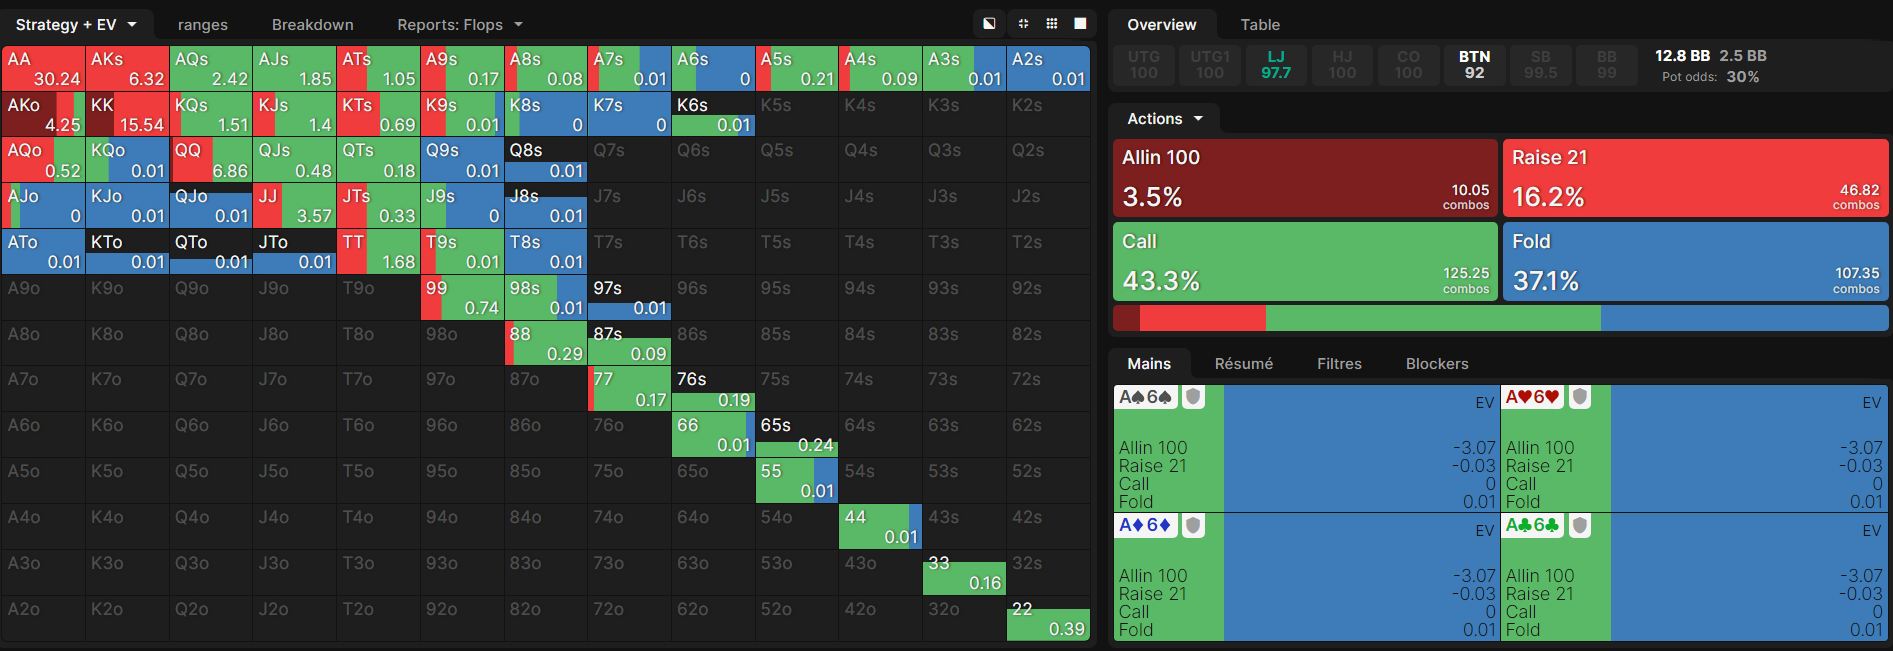 Strategy + EV ranges Breakdown Reports: Flops
AA AKs AQs AJs ATs A9s A8s A7s A6s A5s A4s A3s A2s
30.24 6.32 2.42 1.85 1.05 0.17 0.08 0.01 0 0.21 0.09 0.01 0.01
AKo KK KQs KJs KTs K9s K8s K7s K6s K5s K4s K3s K2s
4.25 15.54 1.51 1.4 0.69 0.01 0 0 0.01
AQo KQo QQ QJs QTs Q9s Q8s Q7s Q6s Q5s Q4s Q3s Q2s
0.52 0.01 6.86 0.48 0.18 0.01 0.01
AJo KJo QJo JJ JTs J9s J8s J7s J6s J5s J4s J3s J2s
0 0.01 0.01 3.57 0.33 0 0.01
ATo KTo QTo JTo TT T9s T8s T7s T6s T5s T4s T3s T2s
0.01 0.01 0.01 0.01 1.68 0.01 0.01
A9o K9o Q9o J9o T9o 99 98s 97s 96s 95s 94s 93s 92s
0.74 0.01 0.01
A8o K8o Q8o J8o T8o 98o 88 87s 86s 85s 84s 83s 82s
0.29 0.09
A7o K7o Q7o J7o T7o 97o 87o 77 76s 75s 74s 73s 72s
0.17 0.19
A6o K6o Q6o J6o T6o 96o 86o 76o 66 65s 64s 63s 62s
0.01 0.24
A5o K5o Q5o J5o T5o 95o 85o 75o 65o 55 54s 53s 52s
0.01
A4o K4o Q4o J4o T4o 94o 84o 74o 64o 54o 44 43s 42s
0.01
A3o K3o Q3o J3o T3o 93o 83o 73o 63o 53o 43o 33 32s
0.16
A2o K2o Q2o J2o T2o 92o 82o 72o 62o 52o 42o 32o 22
0.39
Overview Table
UTG UTG1 LJ HJ CO BTN SB BB 12.8 BB 2.5 BB
100 100 97.7 100 100 92 99.5 99 Pot odds: 30%
Actions
Allin 100 Raise 21
3.5% 10.05 combos 16.2% 46.82 combos
Call Fold
43.3% 125.25 combos 37.1% 107.35 combos
Mains Résumé Filtres Blockers
A♠6♠ EV A♥6♥ EV
Allin 100 -3.07 Allin 100 -3.07
Raise 21 -0.03 Raise 21 -0.03
Call 0 Call 0
Fold 0.01 Fold 0.01
A♦6♦ EV A♣6♣ EV
Allin 100 -3.07 Allin 100 -3.07
Raise 21 -0.03 Raise 21 -0.03
Call 0 Call 0
Fold 0.01 Fold 0.01